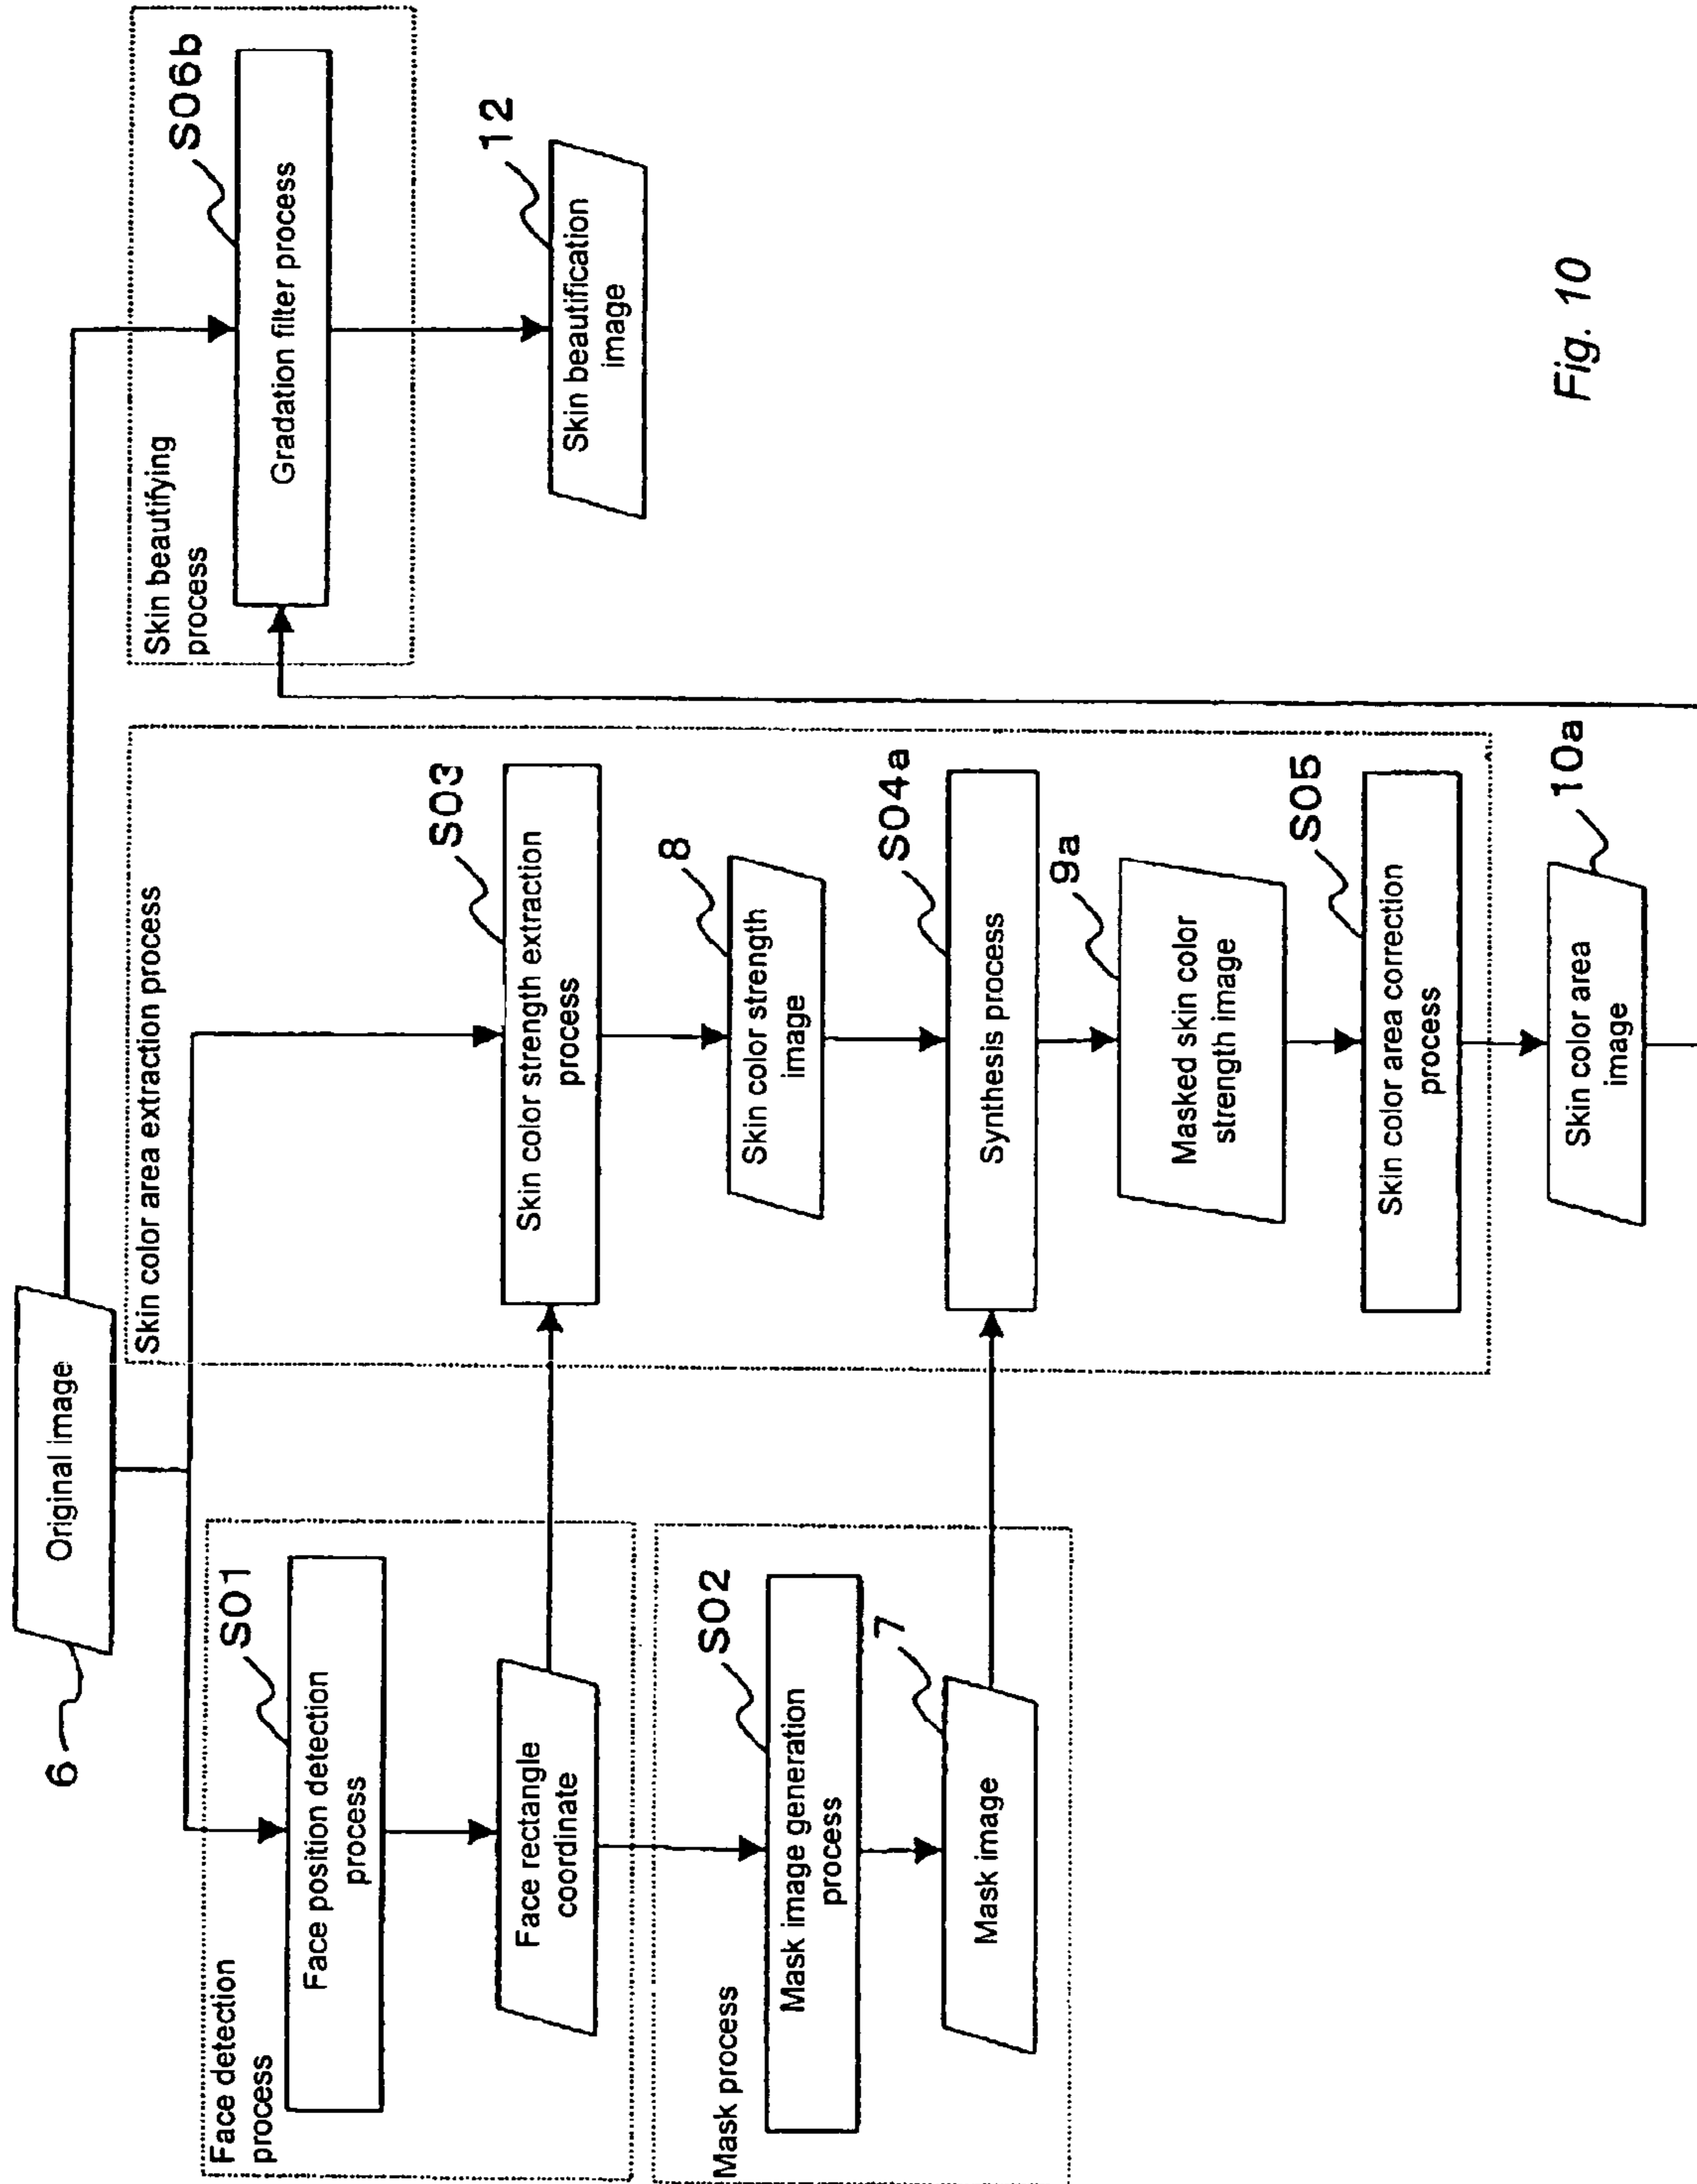 6
Original image
Face detection
process
S01
Face position detection
process
Face rectangle
coordinate
Mask process
S02
Mask image generation
process
7
Mask image
Skin color area extraction process
S03
Skin color strength extraction
process
8
Skin color strength
image
S04a
Synthesis process
9a
Masked skin color
strength image
S05
Skin color area correction
process
10a
Skin color area
image
Skin beautifying
process
S06b
Gradation filter process
12
Skin beautification
image
Fig. 10